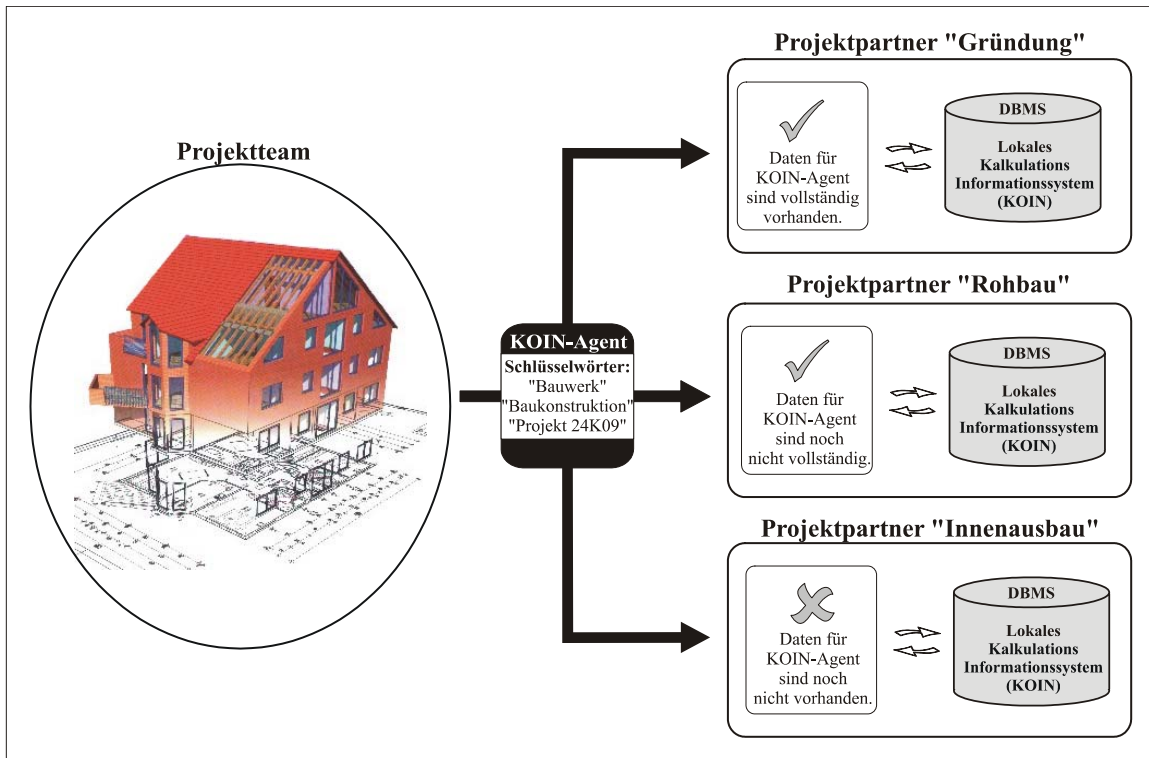 Projektteam
KOIN-Agent
Schlüsselwörter:
"Bauwerk"
"Baukonstruktion"
"Projekt 24K09"
Projektpartner "Gründung"
Daten für
KOIN-Agent
sind vollständig
vorhanden.
DBMS
Lokales
Kalkulations
Informationssystem
(KOIN)
Projektpartner "Rohbau"
Daten für
KOIN-Agent
sind noch
nicht vollständig.
DBMS
Lokales
Kalkulations
Informationssystem
(KOIN)
Projektpartner "Innenausbau"
Daten für
KOIN-Agent
sind noch
nicht vorhanden.
DBMS
Lokales
Kalkulations
Informationssystem
(KOIN)